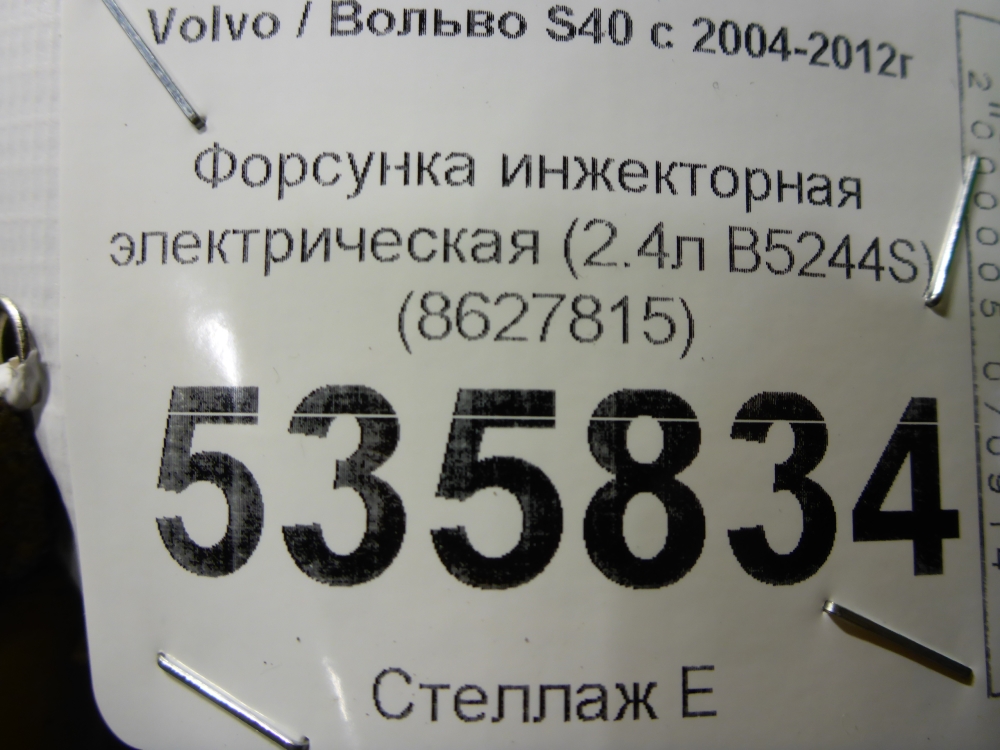 Volvo / Вольво S40 с 2004-2012г
Форсунка инжекторная
электрическая (2.4л B5244S)
(8627815)
535834
Стеллаж Е